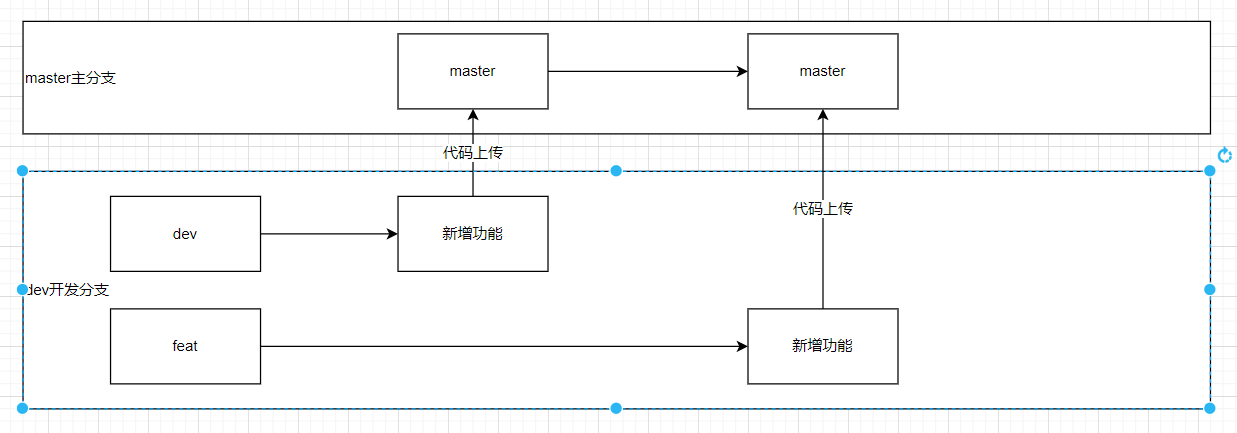 master主分支
master
master
代码上传
代码上传
dev
新增功能
dev开发分支
feat
新增功能